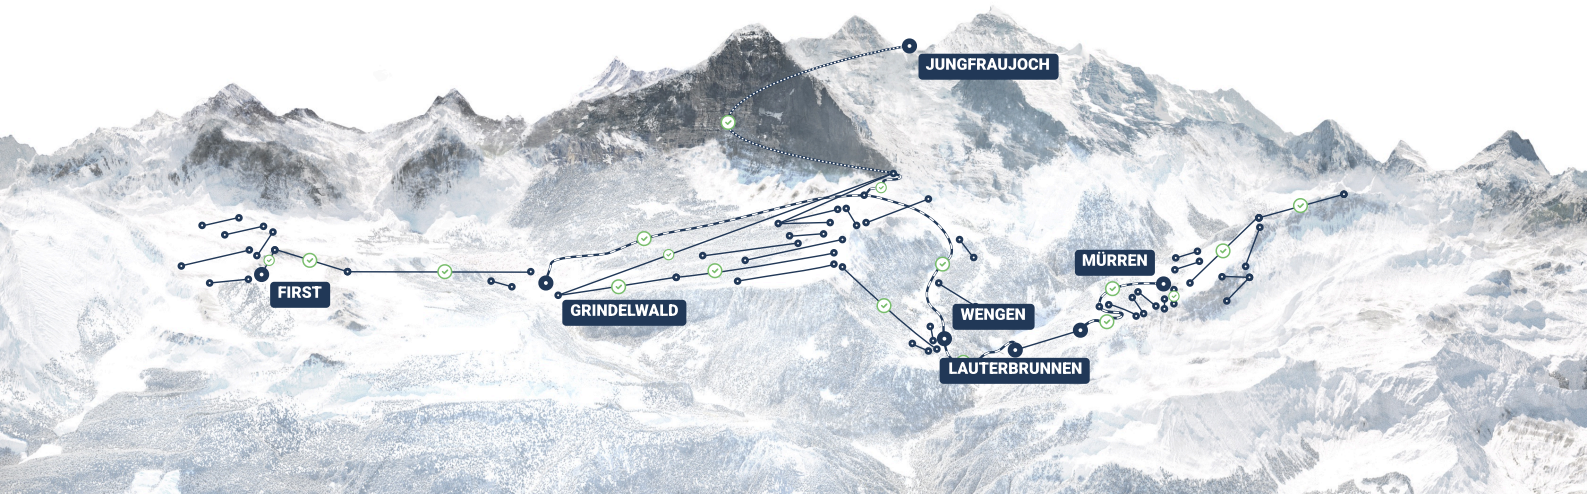 JUNGFRAUJOCH
MÜRREN
FIRST
GRINDELWALD
WENGEN
LAUTERBRUNNEN